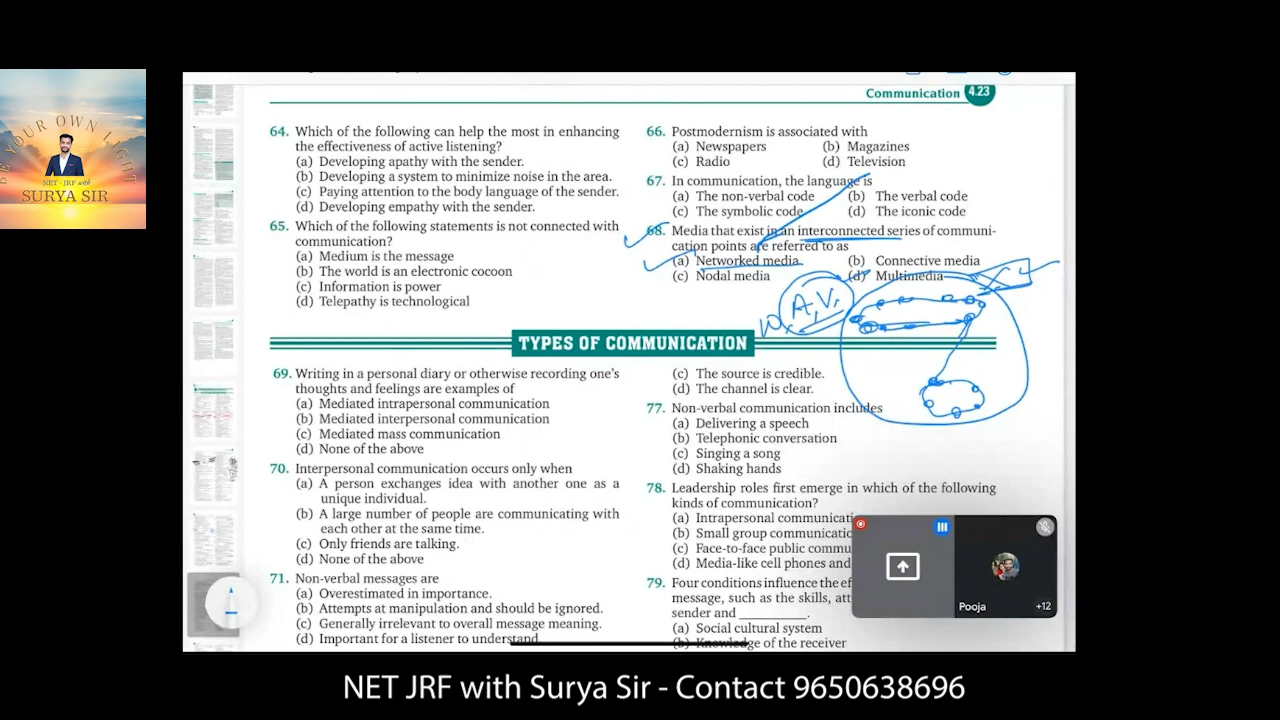 YOUR OWN
NET - JRF with
SURYA SIR
Communication 4.23
64. Which of the following can be the most in enhancing
the effectiveness of active listing?
(a) Developing apathy with the sender.
(b) Developing a system to minimize noise in the area.
(c) Paying attention to the body language of the sender.
(d) Developing empathy with the sender.
65. Which of the following statements is not connected with
communication?
(a) Medium is the message
(b) The world is an electronic cocoon
(c) Information is power
(d) Telepathy is technological
66. Postmodernism is associated with
(a) Newspapers (b) Magazines
(c) Radio (d) Television
67. In communication, the language is
(a) The non-verbal code (b) The verbal code
(c) The symbolic code (d) The iconic code
68. Media that exist in an interconnected series of communi-
cation points are referred to as
(a) Networked media (b) Connective media
(c) Nodal media (d) Multimedia
A.V.
TYPES OF COMMUNICATION
69. Writing in a personal diary or otherwise recording one's
thoughts and feelings are examples of
(a) Mediated interpersonal communication
(b) Mediated intrapersonal communication
(c) Mediated mass communication
(d) None of the above
70. Interpersonal communication occurs only when
(a) A person exchanges idea with another one as a
unique individual.
(b) A large number of people are communicating with
each other at the same time.
(c) Only friends are talking.
(d) None of the above
71. Non-verbal messages are
(a) Overestimated in importance.
(b) Attempts at manipulation and should be ignored.
(c) Generally irrelevant to overall message meaning.
(d) Important for a listener to understand
(c) The source is credible.
(d) The channel is clear.
77. Non-verbal communication includes
(a) Delivering a speech
(b) Telephonic conversation
(c) Singing a song
(d) Shaking hands
78. Leadership roles first emerge in which of the following
kinds of communication?
(a) Intrapersonal communi
(b) Small group communicatio
(c) Face-to-face public commu
(d) Media-like cell phones and
79. Four conditions influence the ef
message, such as the skills, att
sender and __________.
(a) Social cultural system
(b) Knowledge of the receiver
Pooja +12
NET JRF with Surya Sir - Contact 9650638696